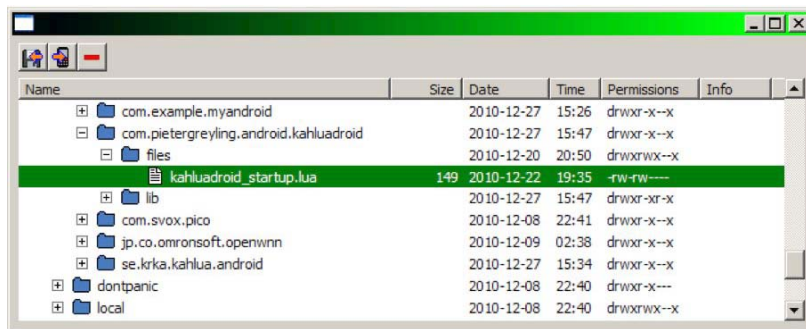 Name Size Date Time Permissions Info
com.example.myandroid 2010-12-27 15:26 drwxr-x--x
com.pietergreyling.android.kahluadroid 2010-12-27 15:47 drwxr-x--x
files 2010-12-20 20:50 drwxrwx--x
kahluadroid_startup.lua 149 2010-12-22 19:35 -rw-rw----
lib 2010-12-27 15:47 drwxr-xr-x
com.svox.pico 2010-12-08 22:41 drwxr-x--x
jp.co.omronsoft.openwnn 2010-12-09 02:38 drwxr-x--x
se.krka.kahlua.android 2010-12-27 15:34 drwxr-x--x
dontpanic 2010-12-08 22:40 drwxr-x---
local 2010-12-08 22:40 drwxrwx--x